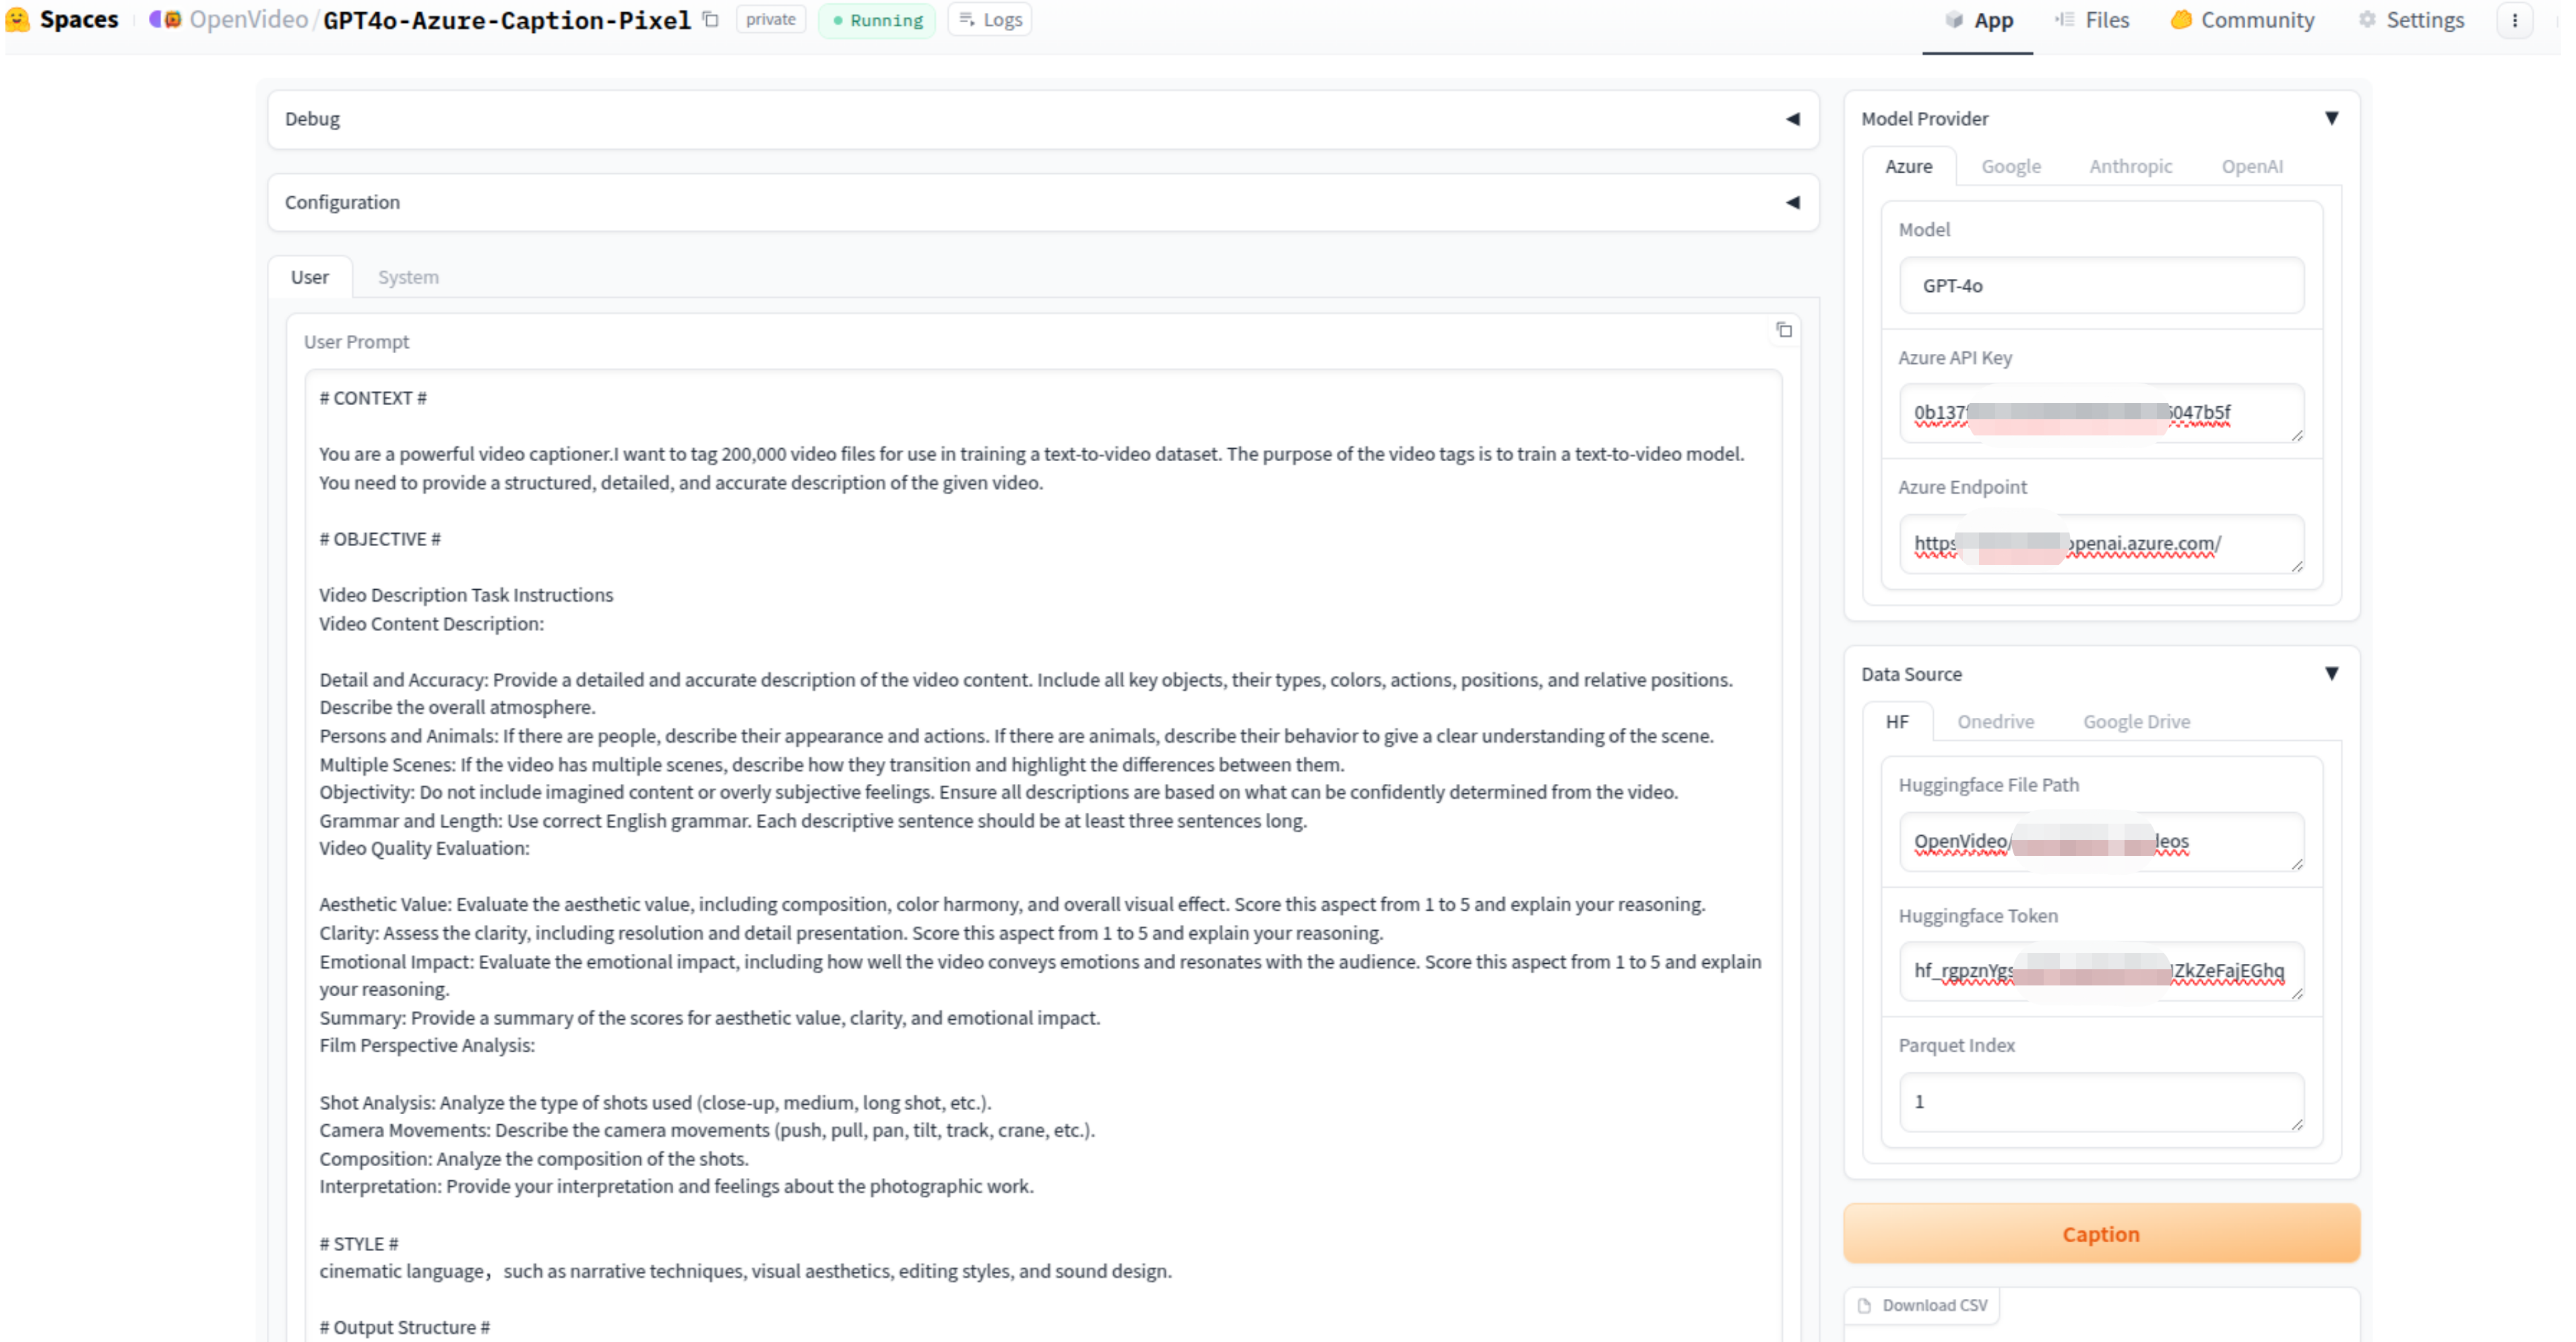 Spaces OpenVideo/GPT4o-Azure-Caption-Pixel private Running Logs App Files Community Settings
Debug
Configuration
User System
User Prompt
# CONTEXT #
You are a powerful video captioner.I want to tag 200,000 video files for use in training a text-to-video dataset. The purpose of the video tags is to train a text-to-video model.
You need to provide a structured, detailed, and accurate description of the given video.
# OBJECTIVE #
Video Description Task Instructions
Video Content Description:
Detail and Accuracy: Provide a detailed and accurate description of the video content. Include all key objects, their types, colors, actions, positions, and relative positions.
Describe the overall atmosphere.
Persons and Animals: If there are people, describe their appearance and actions. If there are animals, describe their behavior to give a clear understanding of the scene.
Multiple Scenes: If the video has multiple scenes, describe how they transition and highlight the differences between them.
Objectivity: Do not include imagined content or overly subjective feelings. Ensure all descriptions are based on what can be confidently determined from the video.
Grammar and Length: Use correct English grammar. Each descriptive sentence should be at least three sentences long.
Video Quality Evaluation:
Aesthetic Value: Evaluate the aesthetic value, including composition, color harmony, and overall visual effect. Score this aspect from 1 to 5 and explain your reasoning.
Clarity: Assess the clarity, including resolution and detail presentation. Score this aspect from 1 to 5 and explain your reasoning.
Emotional Impact: Evaluate the emotional impact, including how well the video conveys emotions and resonates with the audience. Score this aspect from 1 to 5 and explain
your reasoning.
Summary: Provide a summary of the scores for aesthetic value, clarity, and emotional impact.
Film Perspective Analysis:
Shot Analysis: Analyze the type of shots used (close-up, medium, long shot, etc.).
Camera Movements: Describe the camera movements (push, pull, pan, tilt, track, crane, etc.).
Composition: Analyze the composition of the shots.
Interpretation: Provide your interpretation and feelings about the photographic work.
# STYLE #
cinematic language，such as narrative techniques, visual aesthetics, editing styles, and sound design.
# Output Structure #
Model Provider
Azure Google Anthropic OpenAI
Model
GPT-4o
Azure API Key
0b137 047b5f
Azure Endpoint
https openai.azure.com/
Data Source
HF Onedrive Google Drive
Huggingface File Path
OpenVideo/ leos
Huggingface Token
hf_rgpznYgs ZkZeFajEGhq
Parquet Index
1
Caption
Download CSV